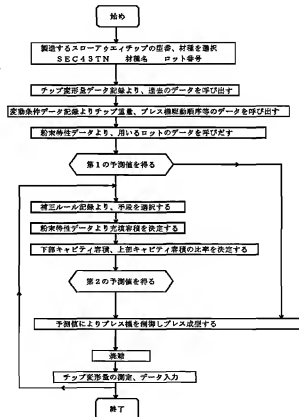 始め
製造するスローアウェイチップの型番、材種を選択
SEC43TN 材種名 ロット番号
チップ変形量データ記録より、過去のデータを呼び出す
変動条件データ記録よりチップ重量、プレス機駆動順序等のデータを呼び出す
粉末特性データより、用いるロットのデータを呼びだす
第1の予測値を得る
補正ルール記録より、手段を選択する
粉末特性データより充填容積を決定する
下部キャビティ容積、上部キャビティ容積の比率を決定する
第2の予測値を得る
予測値によりプレス機を制御しプレス成型する
焼結
チップ変形量の測定、データ入力
終了